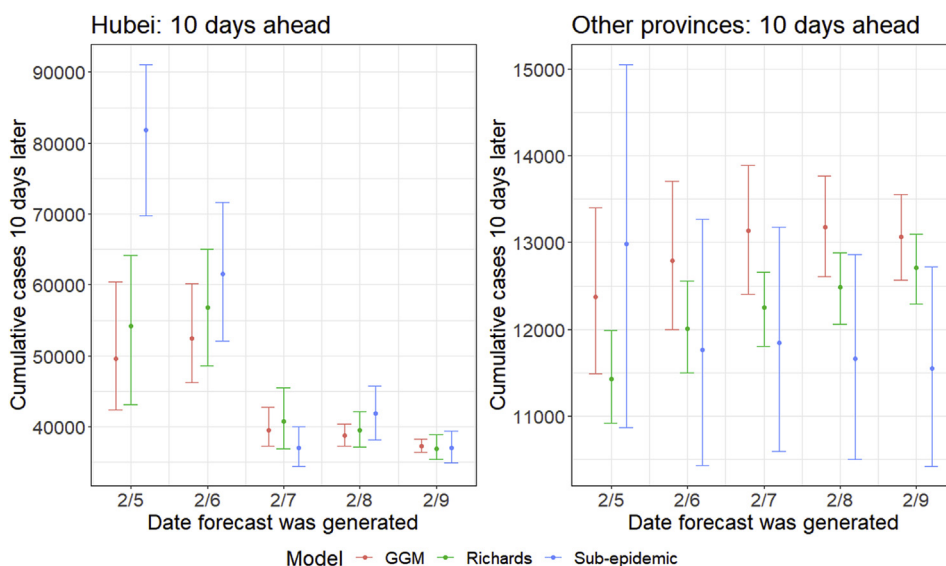 Hubei: 10 days ahead
Cumulative cases 10 days later
90000
80000
70000
60000
50000
40000
2/5 2/6 2/7 2/8 2/9
Date forecast was generated
Other provinces: 10 days ahead
Cumulative cases 10 days later
15000
14000
13000
12000
11000
2/5 2/6 2/7 2/8 2/9
Date forecast was generated
Model GGM Richards Sub-epidemic